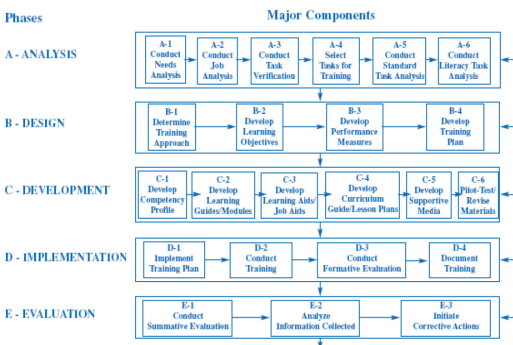 Phases
Major Components
A - ANALYSIS
A-1
Conduct
Needs
Analysis
A-2
Conduct
Job
Analysis
A-3
Conduct
Task
Verification
A-4
Select
Tasks for
Training
A-5
Conduct
Standard
Task Analysis
A-6
Conduct
Literacy Task
Analysis
B - DESIGN
B-1
Determine
Training
Approach
B-2
Develop
Learning
Objectives
B-3
Develop
Performance
Measures
B-4
Develop
Training
Plan
C - DEVELOPMENT
C-1
Develop
Competency
Profile
C-2
Develop
Learning
Guides/Modules
C-3
Develop
Learning Aids/
Job Aids
C-4
Develop
Curriculum
Guide/Lesson Plans
C-5
Develop
Supportive
Media
C-6
Pilot-Test/
Revise
Materials
D - IMPLEMENTATION
D-1
Implement
Training Plan
D-2
Conduct
Training
D-3
Conduct
Formative Evaluation
D-4
Document
Training
E - EVALUATION
E-1
Conduct
Summative Evaluation
E-2
Analyze
Information Collected
E-3
Initiate
Corrective Actions